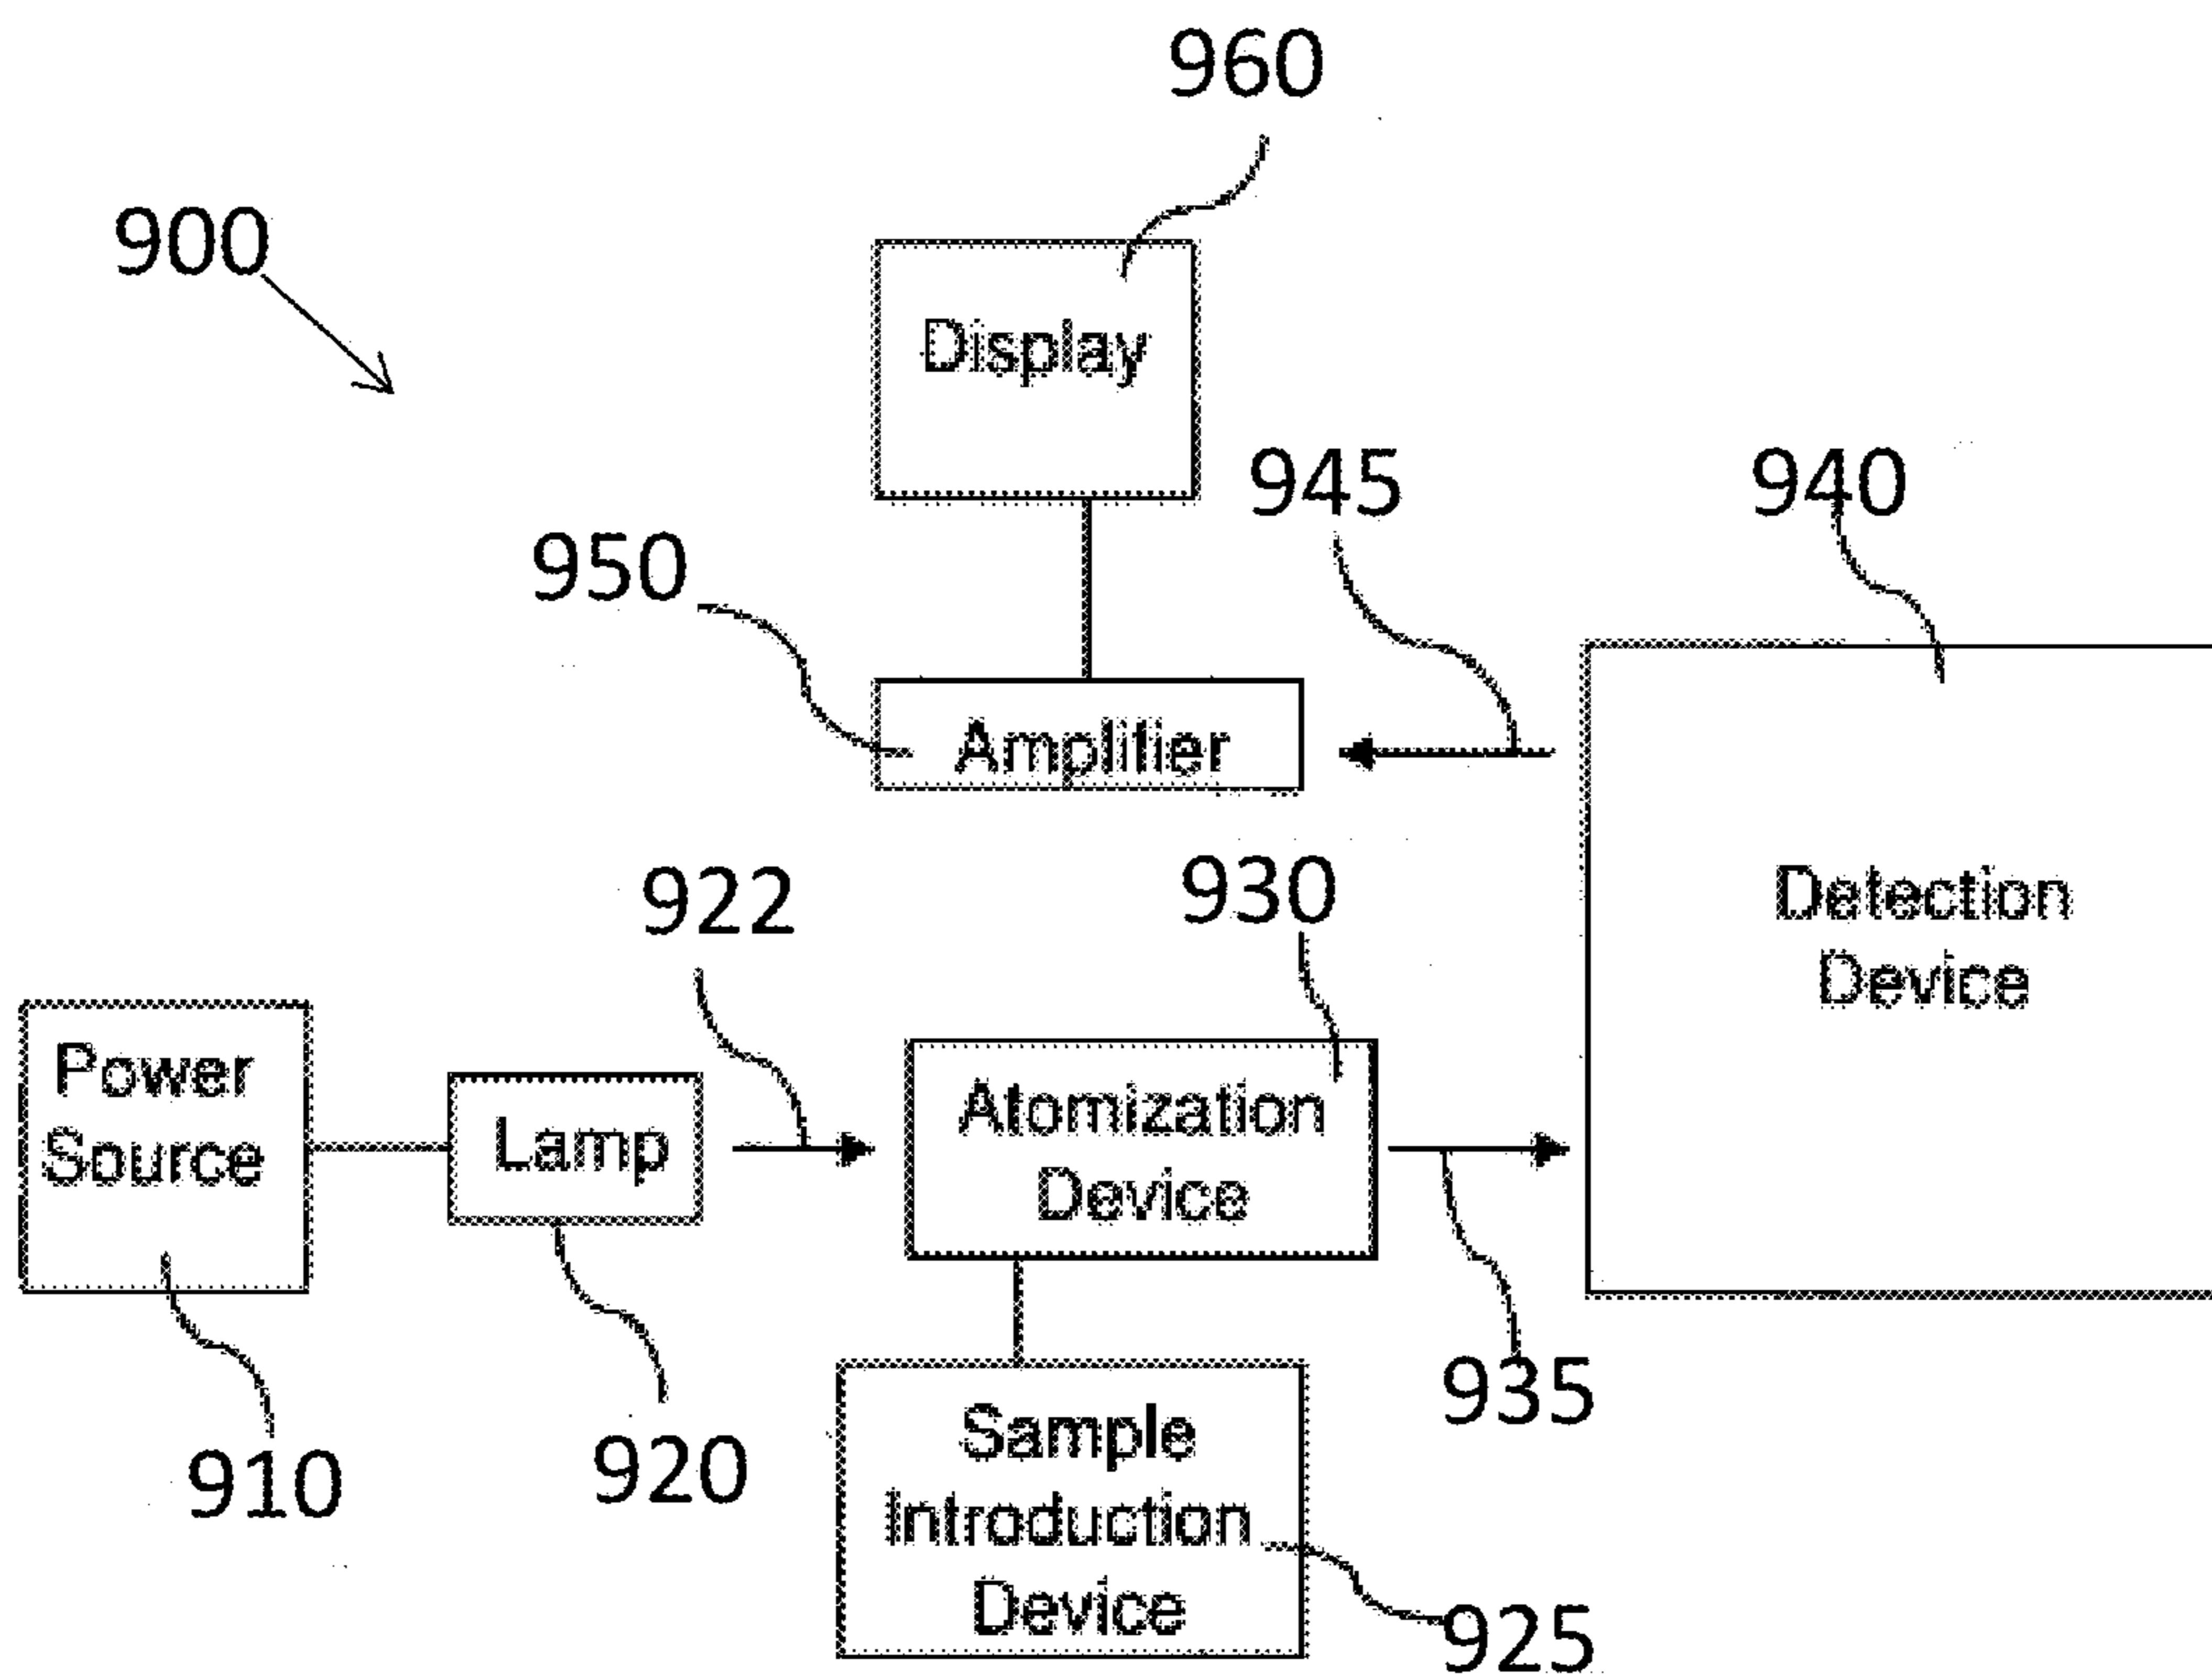 960
900
Display
945
940
950
Amplifier
922
930
Detection
Device
Power
Source
Lamp
Atomization
Device
935
910
920
Sample
Introduction
Device
925